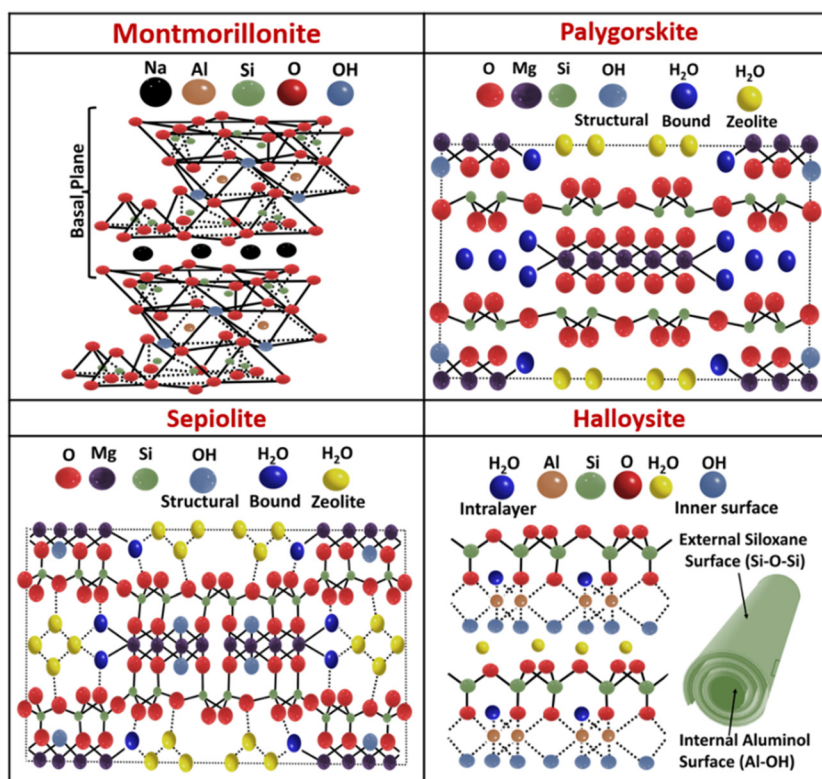 Montmorillonite
Na Al Si O OH
Basal Plane
Palygorskite
O Mg Si OH H₂O H₂O
Structural Bound Zeolite
Sepiolite
O Mg Si OH H₂O H₂O
Structural Bound Zeolite
Halloysite
H₂O Al Si O H₂O OH
Intralayer Inner surface
External Siloxane
Surface (Si-O-Si)
Internal Aluminol
Surface (Al-OH)